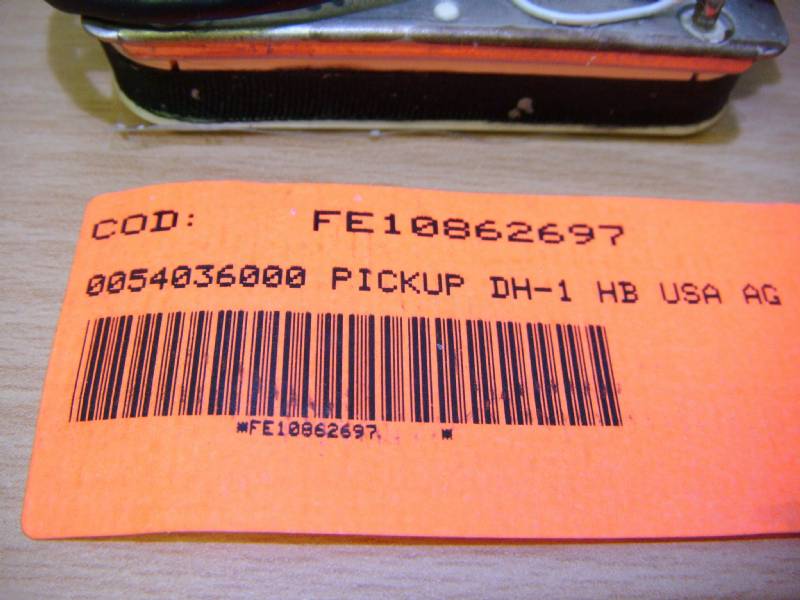 COD: FE10862697
0054036000 PICKUP DH-1 HB USA AG
*FE10862697 *